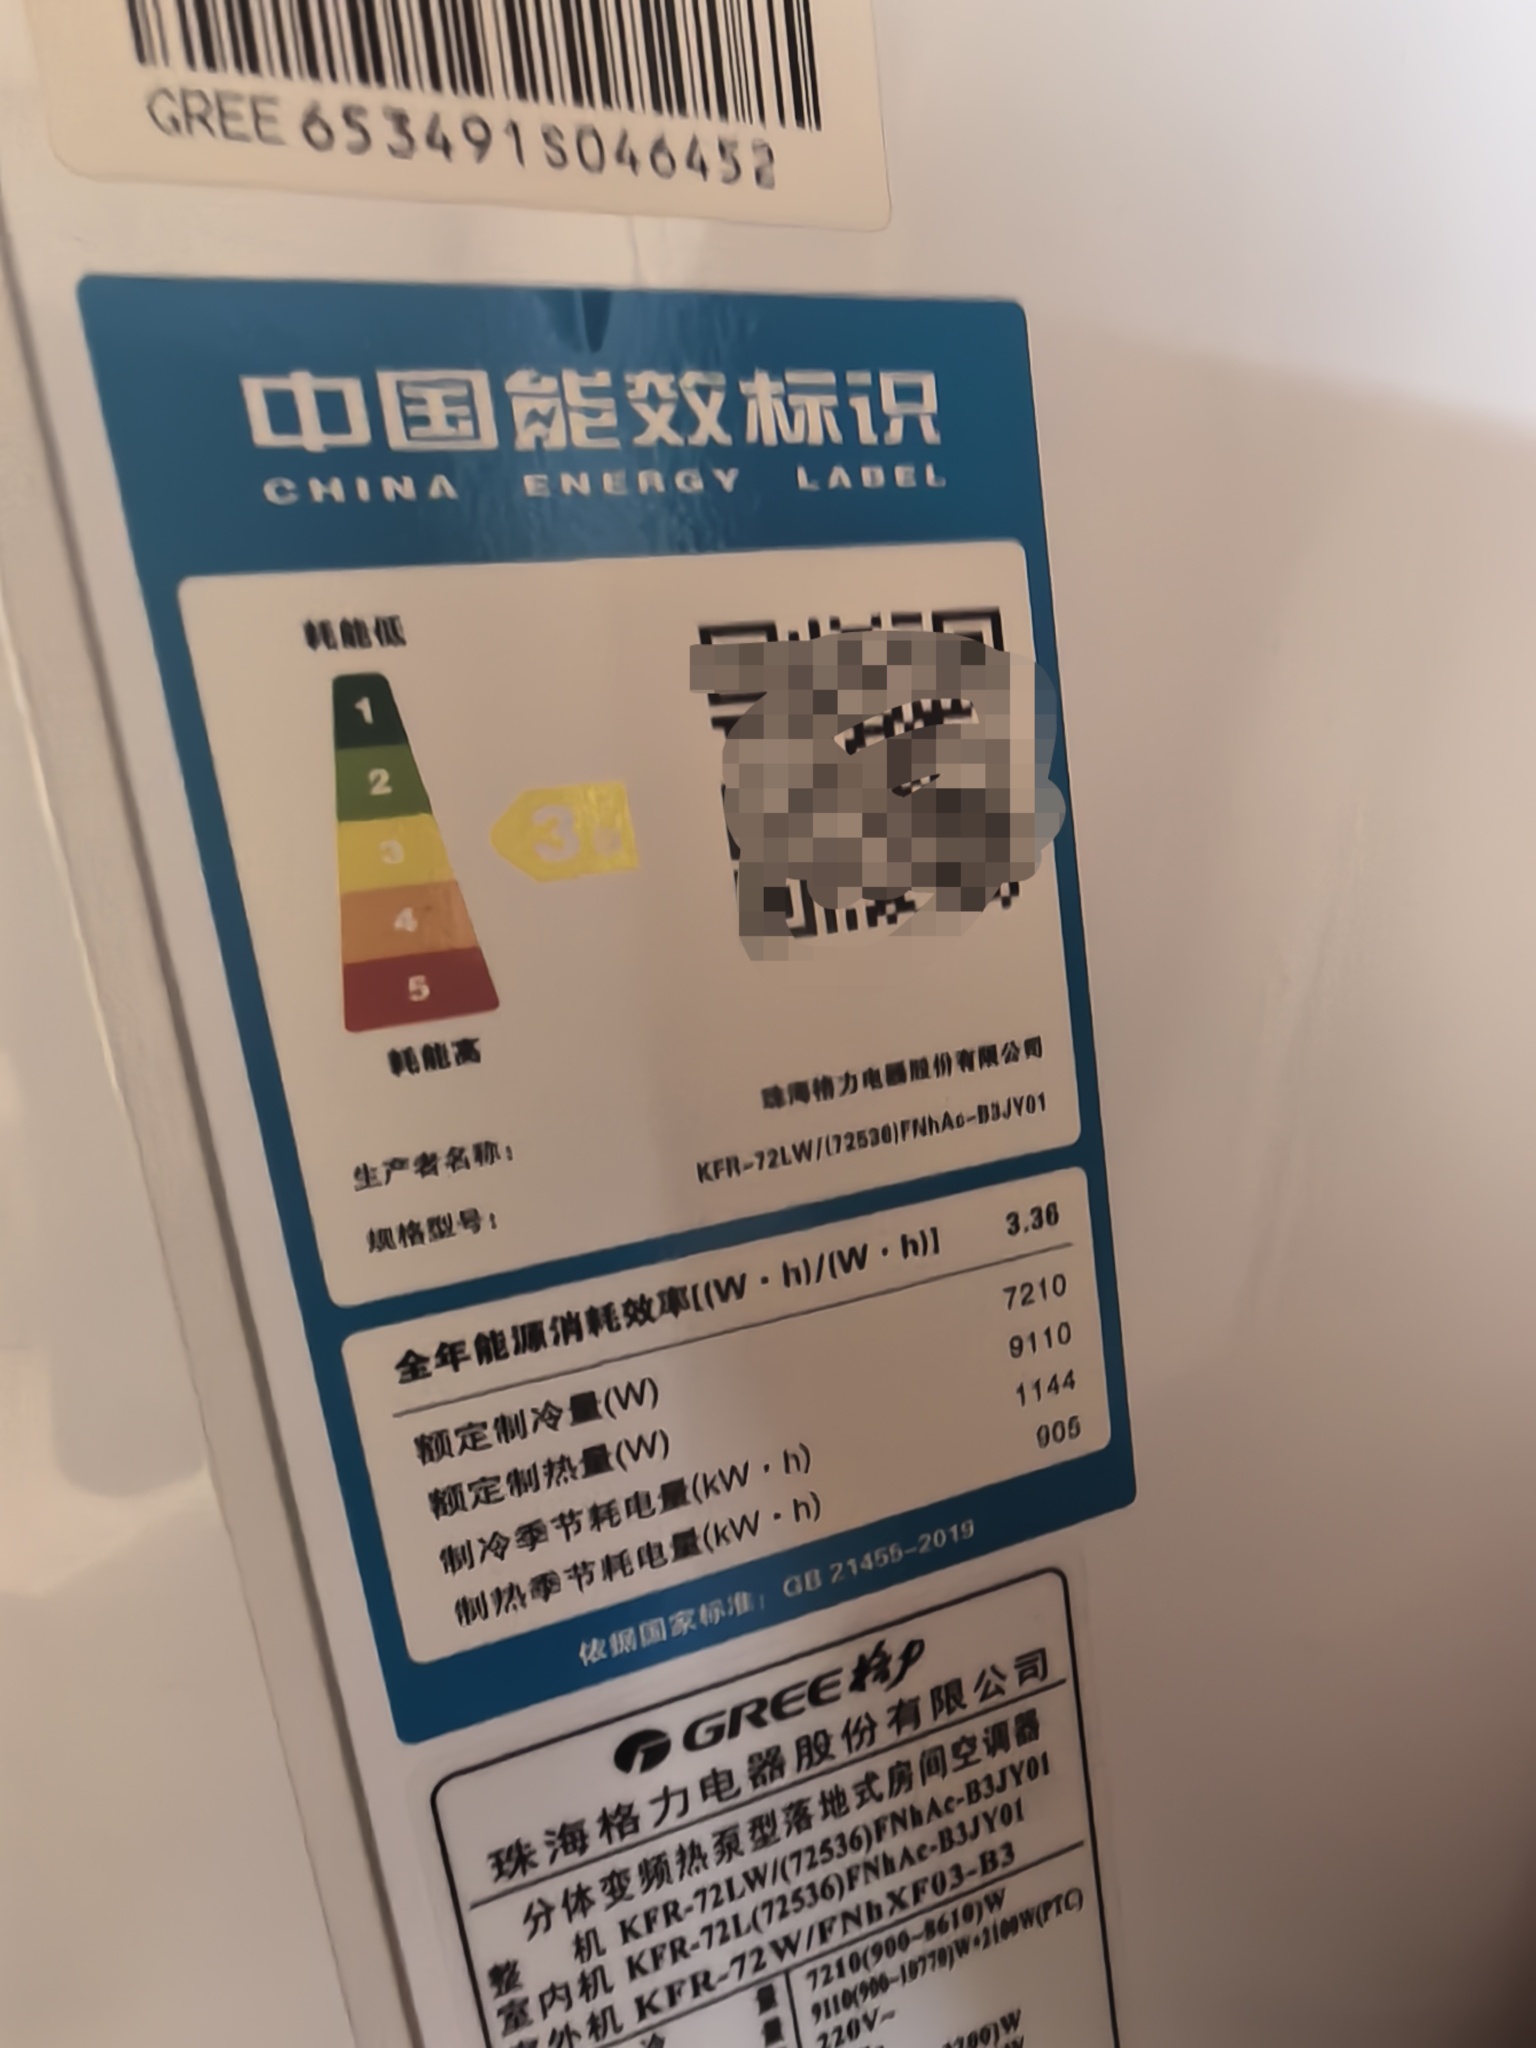 GREE 653491S046452
中国能效标识
CHINA ENERGY LABEL
耗能低
1
2
3
4
5
3
耗能高
生产者名称: 珠海格力电器股份有限公司
规格型号: KFR-72LW/(72536)FNhAc-B3JY01
全年能源消耗效率[(W·h)/(W·h)] 3.36
额定制冷量(W) 7210
额定制热量(W) 9110
制冷季节耗电量(kW·h) 1144
制热季节耗电量(kW·h) 905
依据国家标准: GB 21455-2019
GREE格力
珠海格力电器股份有限公司
分体变频热泵型落地式房间空调器
整 机 KFR-72LW/(72536)FNhAc-B3JY01
室内机 KFR-72L(72536)FNhAc-B3JY01
室外机 KFR-72W/FNhXF03-B3
冷 量 7210(900~8610)W
量 9110(900~10770)W+2100W(PTC)
220V~